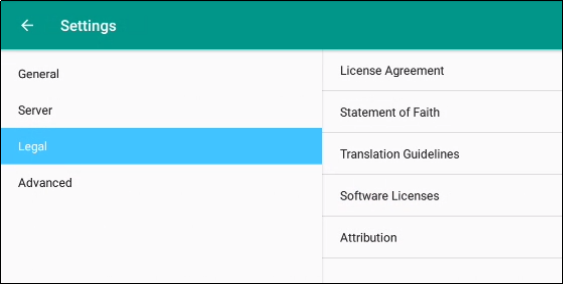 Settings
General
Server
Legal
Advanced
License Agreement
Statement of Faith
Translation Guidelines
Software Licenses
Attribution